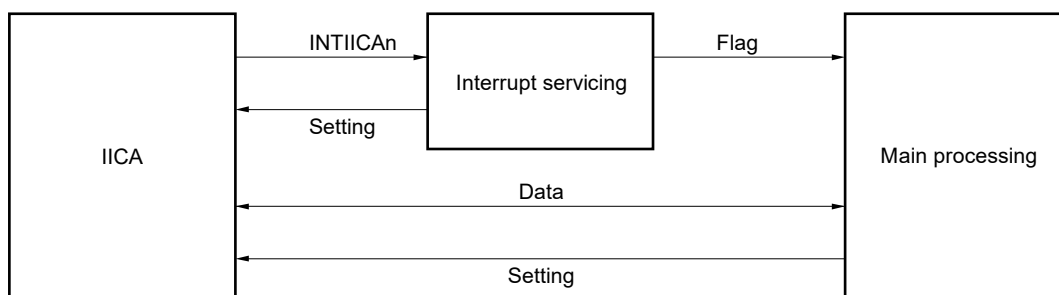 INTIICAn
Flag
Interrupt servicing
Setting
IICA
Main processing
Data
Setting